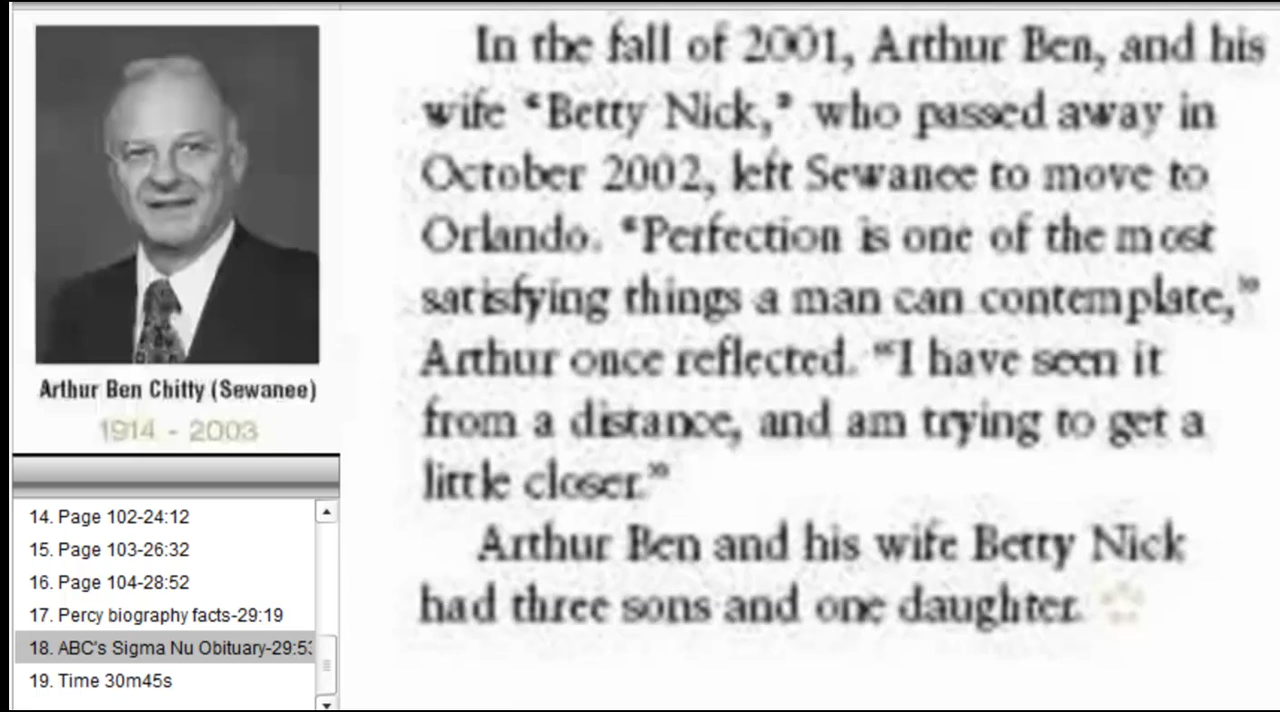 Arthur Ben Chitty (Sewanee)
1914 - 2003
14. Page 102-24:12
15. Page 103-26:32
16. Page 104-28:52
17. Percy biography facts-29:19
18. ABC's Sigma Nu Obituary-29:53
19. Time 30m45s
In the fall of 2001, Arthur Ben, and his
wife “Betty Nick,” who passed away in
October 2002, left Sewanee to move to
Orlando. “Perfection is one of the most
satisfying things a man can contemplate,”
Arthur once reflected. “I have seen it
from a distance, and am trying to get a
little closer.”
Arthur Ben and his wife Betty Nick
had three sons and one daughter.